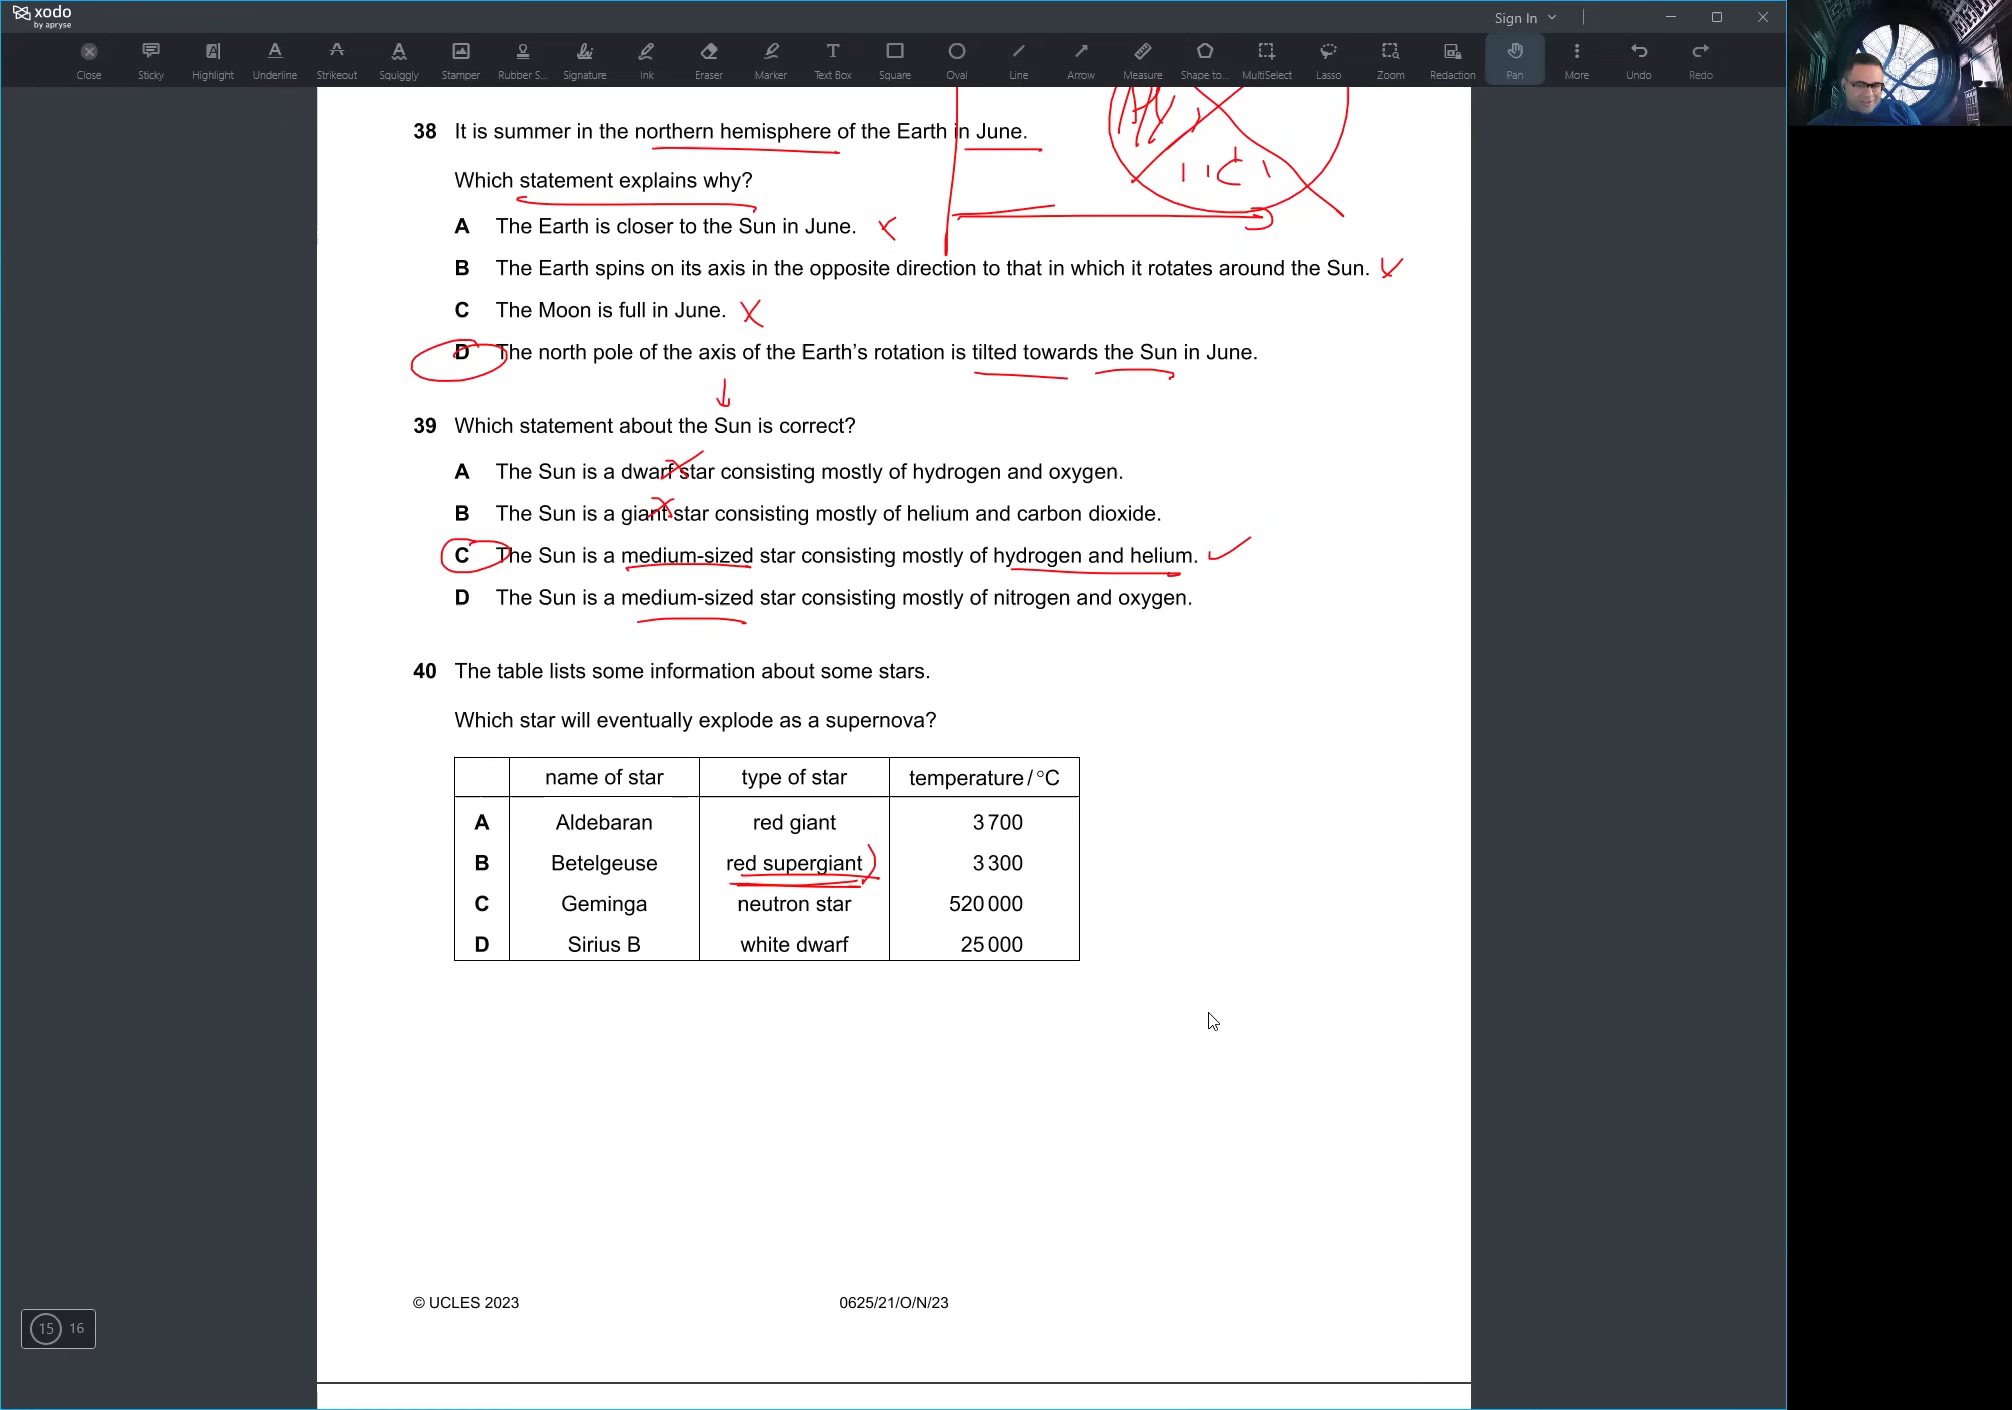 xodo
by apryse
Sign In
Close Sticky Highlight Underline Strikeout Squiggly Stamper Rubber S... Signature Ink Eraser Marker Text Box Square Oval Line Arrow Measure Shape to... MultiSelect Lasso Zoom Redaction Pan More Undo Redo
38 It is summer in the northern hemisphere of the Earth in June.
Which statement explains why?
A The Earth is closer to the Sun in June.
B The Earth spins on its axis in the opposite direction to that in which it rotates around the Sun.
C The Moon is full in June.
D The north pole of the axis of the Earth's rotation is tilted towards the Sun in June.
39 Which statement about the Sun is correct?
A The Sun is a dwarf star consisting mostly of hydrogen and oxygen.
B The Sun is a giant star consisting mostly of helium and carbon dioxide.
C The Sun is a medium-sized star consisting mostly of hydrogen and helium.
D The Sun is a medium-sized star consisting mostly of nitrogen and oxygen.
40 The table lists some information about some stars.
Which star will eventually explode as a supernova?
name of star type of star temperature / °C
A Aldebaran red giant 3 700
B Betelgeuse red supergiant 3 300
C Geminga neutron star 520 000
D Sirius B white dwarf 25 000
© UCLES 2023 0625/21/O/N/23
15 16